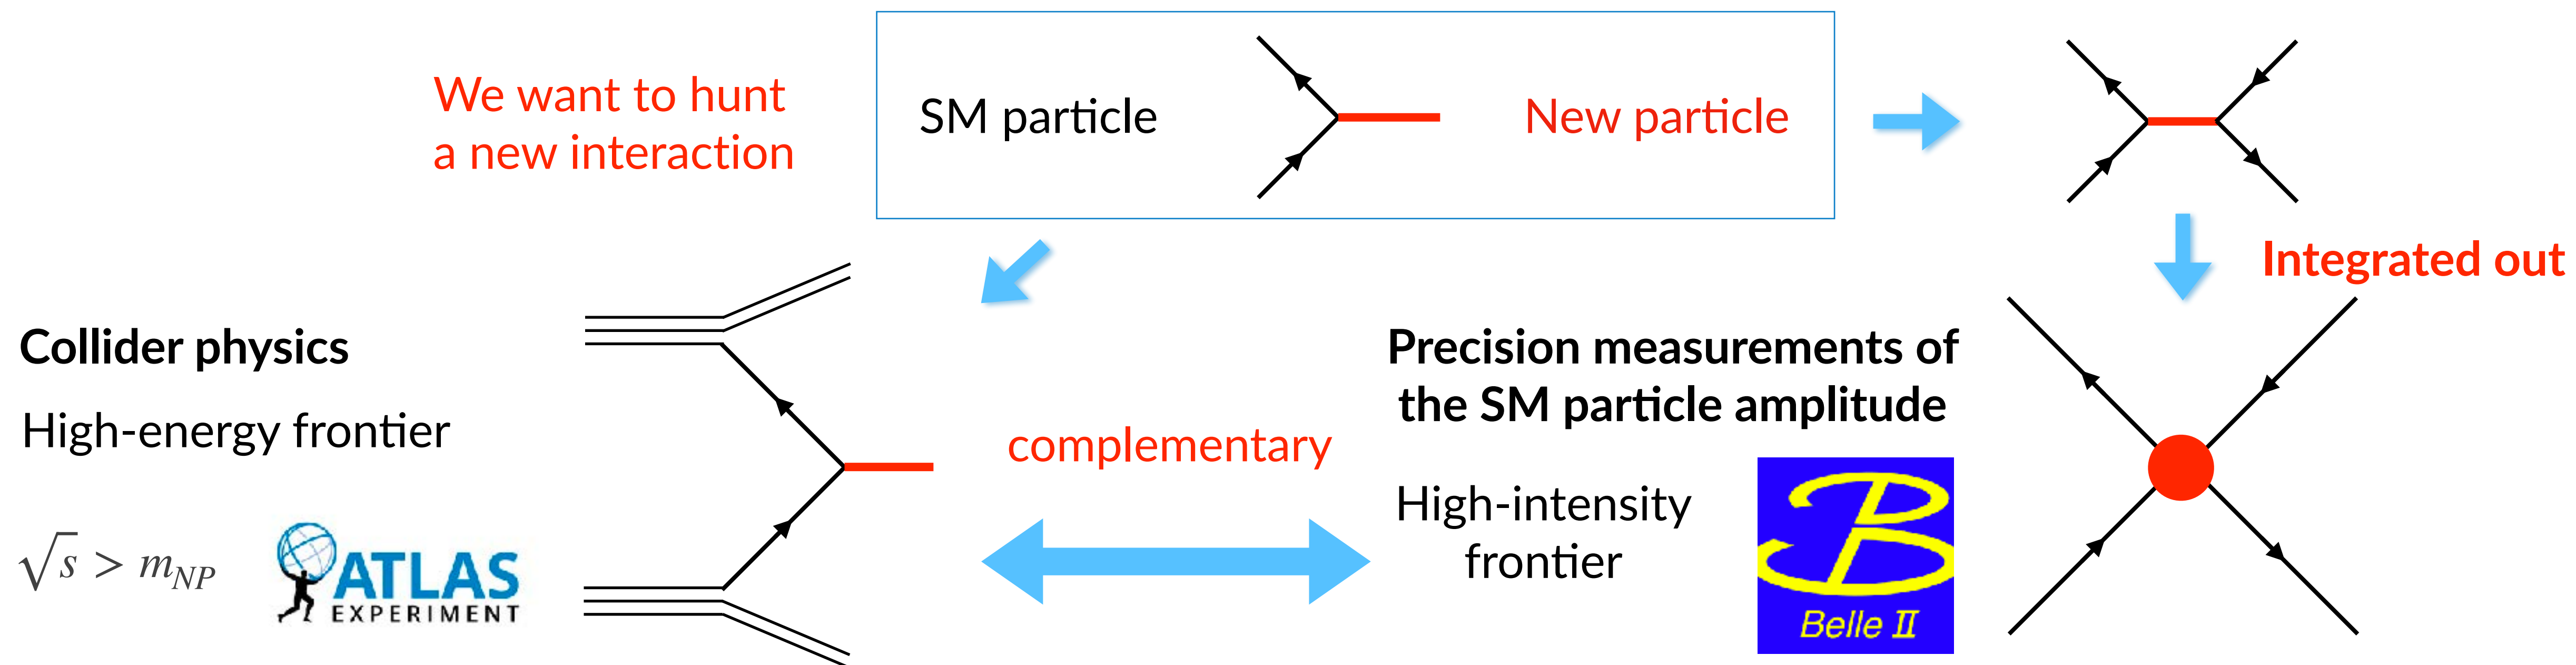 We want to hunt
a new interaction
SM particle
New particle
Integrated out
Collider physics
High-energy frontier
√s > m_NP
ATLAS
EXPERIMENT
complementary
Precision measurements of
the SM particle amplitude
High-intensity
frontier
B
Belle II